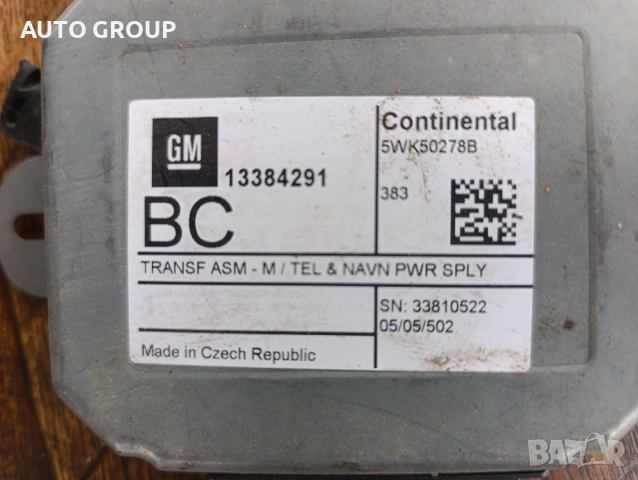 AUTO GROUP
GM
13384291
BC
Continental
5WK50278B
383
TRANSF ASM - M / TEL & NAVN PWR SPLY
SN: 33810522
05/05/502
Made in Czech Republic
BAZAR